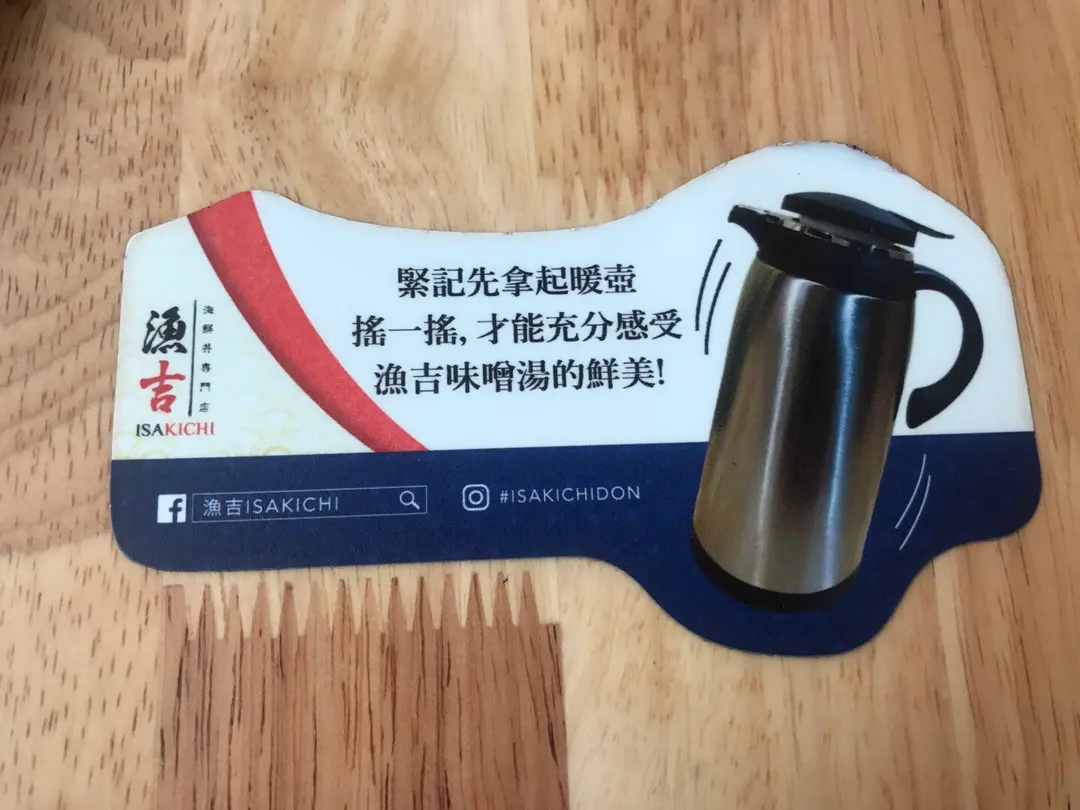 緊記先拿起暖壺
搖一搖, 才能充分感受
漁吉味噌湯的鮮美!
漁吉
海鮮丼專門店
ISAKICHI
漁吉ISAKICHI
#ISAKICHIDON